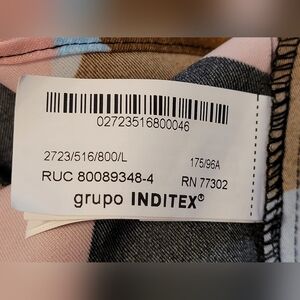 02723516800046
2723/516/800/L 175/96A
RUC 80089348-4 RN 77302
grupo INDITEX®